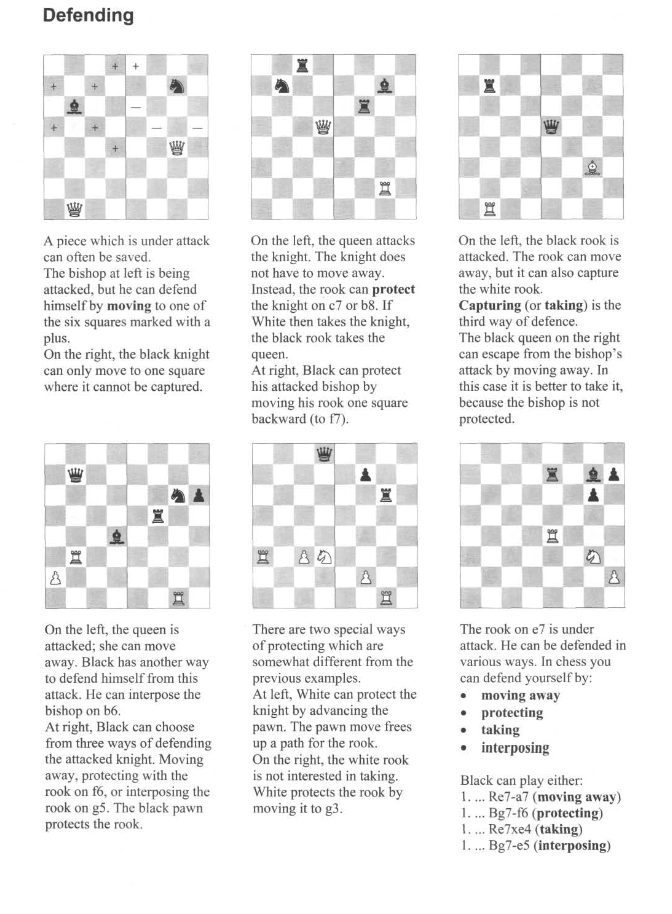 Defending
A piece which is under attack
can often be saved.
The bishop at left is being
attacked, but he can defend
himself by moving to one of
the six squares marked with a
plus.
On the right, the black knight
can only move to one square
where it cannot be captured.
On the left, the queen attacks
the knight. The knight does
not have to move away.
Instead, the rook can protect
the knight on c7 or b8. If
White then takes the knight,
the black rook takes the
queen.
At right, Black can protect
his attacked bishop by
moving his rook one square
backward (to f7).
On the left, the black rook is
attacked. The rook can move
away, but it can also capture
the white rook.
Capturing (or taking) is the
third way of defence.
The black queen on the right
can escape from the bishop's
attack by moving away. In
this case it is better to take it,
because the bishop is not
protected.
On the left, the queen is
attacked; she can move
away. Black has another way
to defend himself from this
attack. He can interpose the
bishop on b6.
At right, Black can choose
from three ways of defending
the attacked knight. Moving
away, protecting with the
rook on f6, or interposing the
rook on g5. The black pawn
protects the rook.
There are two special ways
of protecting which are
somewhat different from the
previous examples.
At left, White can protect the
knight by advancing the
pawn. The pawn move frees
up a path for the rook.
On the right, the white rook
is not interested in taking.
White protects the rook by
moving it to g3.
The rook on e7 is under
attack. He can be defended in
various ways. In chess you
can defend yourself by:
• moving away
• protecting
• taking
• interposing
Black can play either:
1. ... Re7-a7 (moving away)
1. ... Bg7-f6 (protecting)
1. ... Re7xe4 (taking)
1. ... Bg7-e5 (interposing)